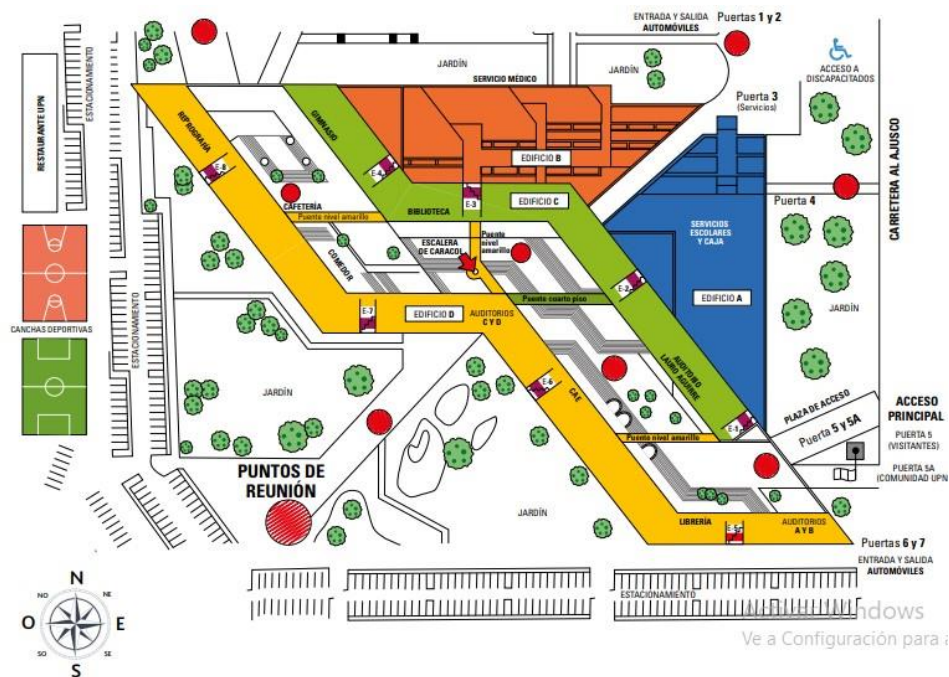 ENTRADA Y SALIDA
AUTOMÓVILES
Puertas 1 y 2
ESTACIONAMIENTO
RESTAURANTE UPN
JARDÍN
SERVICIO MÉDICO
JARDÍN
ACCESO A
DISCAPACITADOS
Puerta 3
(Servicios)
REPROGRAFÍA
GIMNASIO
E-8
E-4
EDIFICIO B
CARRETERA AL AJUSCO
CAFETERÍA
Puente nivel amarillo
BIBLIOTECA
E-3
EDIFICIO C
Puerta 4
SERVICIOS
ESCOLARES
Y CAJA
COMEDOR
ESCALERA
DE CARACOL
Puente
nivel
amarillo
E-2
EDIFICIO A
Puente cuarto piso
JARDÍN
CANCHAS DEPORTIVAS
ESTACIONAMIENTO
E-7
EDIFICIO D
AUDITORIOS
C Y D
E-6
CAE
AUDITORIO
LAURO AGUIRRE
E-1
JARDÍN
PLAZA DE ACCESO
Puerta 5 y 5A
ACCESO
PRINCIPAL
PUERTA 5
(VISITANTES)
PUERTA 5A
(COMUNIDAD UPN
Puente nivel amarillo
PUNTOS DE
REUNIÓN
JARDÍN
LIBRERÍA
E-5
AUDITORIOS
A Y B
Puertas 6 y 7
ENTRADA Y SALIDA
AUTOMÓVILES
ESTACIONAMIENTO
N
NO
NE
O
E
SO
SE
S
Activar Windows
Ve a Configuración para a